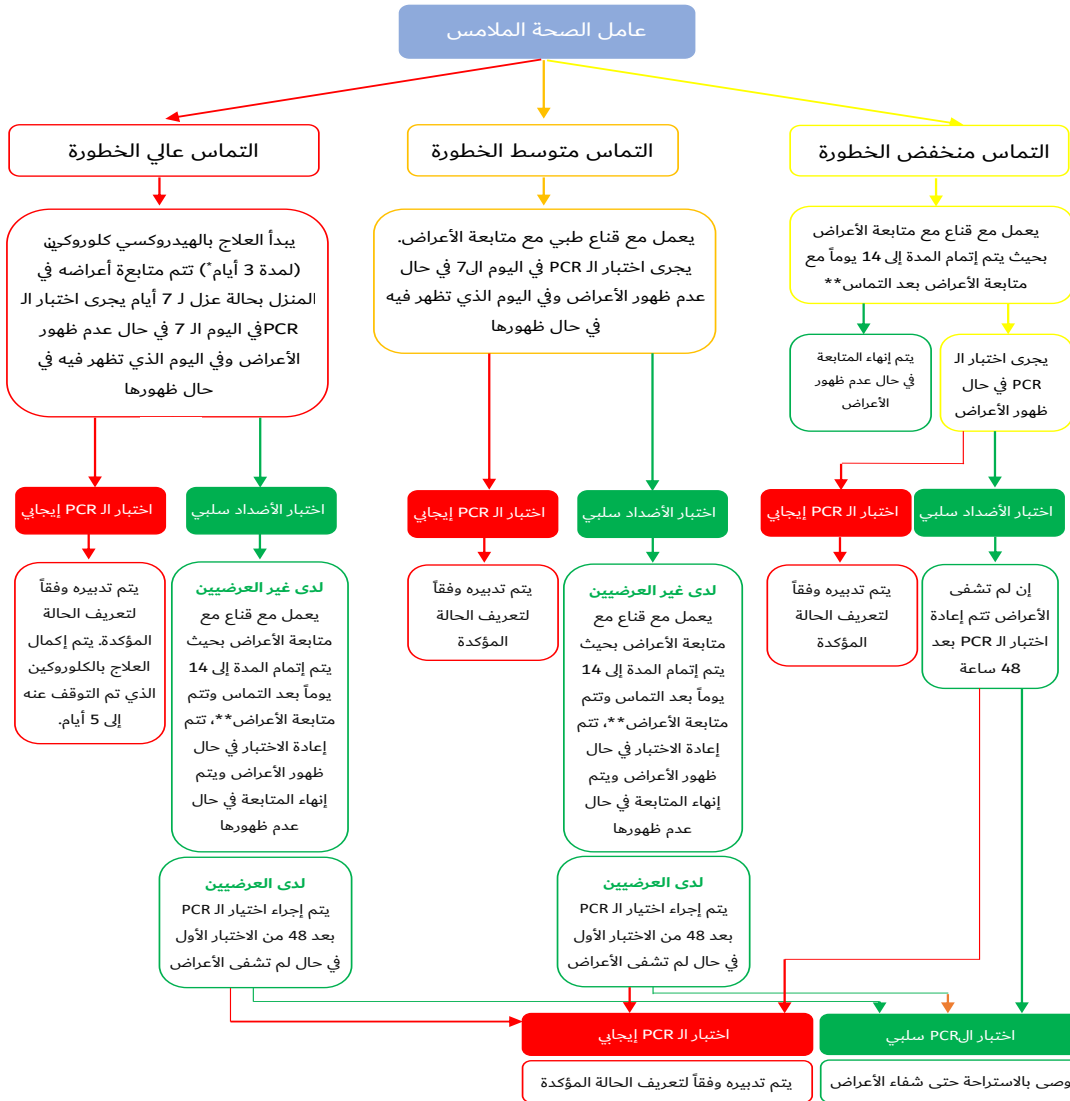 عامل الصحة الملامس
التماس منخفض الخطورة
التماس متوسط الخطورة
التماس عالي الخطورة
يعمل مع قناع مع متابعة الأعراض
بحيث يتم إتمام المدة إلى 14 يوماً مع
متابعة الأعراض بعد التماس**
يعمل مع قناع طبي مع متابعة الأعراض.
يجرى اختبار الـ PCR في اليوم ال7 في حال
عدم ظهور الأعراض وفي اليوم الذي تظهر فيه
في حال ظهورها
يبدأ العلاج بالهيدروكسي كلوروكين
(لمدة 3 أيام*) تتم متابعة أعراضه في
المنزل بحالة عزل لـ 7 أيام يجرى اختبار الـ
PCRفي اليوم الـ 7 في حال عدم ظهور
الأعراض وفي اليوم الذي تظهر فيه في
حال ظهورها
يجرى اختبار الـ
PCR في حال
ظهور الأعراض
يتم إنهاء المتابعة
في حال عدم ظهور
الأعراض
اختبار الأضداد سلبي
اختبار الـ PCR إيجابي
اختبار الأضداد سلبي
اختبار الـ PCR إيجابي
اختبار الأضداد سلبي
اختبار الـ PCR إيجابي
إن لم تشفى
الأعراض تتم إعادة
اختبار الـ PCR بعد
48 ساعة
يتم تدبيره وفقاً
لتعريف الحالة
المؤكدة
لدى غير العرضيين
يعمل مع قناع مع
متابعة الأعراض بحيث
يتم إتمام المدة إلى 14
يوماً بعد التماس وتتم
متابعة الأعراض**، تتم
إعادة الاختبار في حال
ظهور الأعراض ويتم
إنهاء المتابعة في حال
عدم ظهورها
يتم تدبيره وفقاً
لتعريف الحالة
المؤكدة
لدى غير العرضيين
يعمل مع قناع مع
متابعة الأعراض بحيث
يتم إتمام المدة إلى 14
يوماً بعد التماس وتتم
متابعة الأعراض**، تتم
إعادة الاختبار في حال
ظهور الأعراض ويتم
إنهاء المتابعة في حال
عدم ظهورها
يتم تدبيره وفقاً
لتعريف الحالة
المؤكدة. يتم إكمال
العلاج بالكلوروكين
الذي تم التوقف عنه
إلى 5 أيام.
لدى العرضيين
يتم إجراء اختيار الـ PCR
بعد 48 من الاختبار الأول
في حال لم تشفى الأعراض
لدى العرضيين
يتم إجراء اختيار الـ PCR
بعد 48 من الاختبار الأول
في حال لم تشفى الأعراض
اختبار الPCR سلبي
اختبار الـ PCR إيجابي
وصى بالاستراحة حتى شفاء الأعراض
يتم تدبيره وفقاً لتعريف الحالة المؤكدة